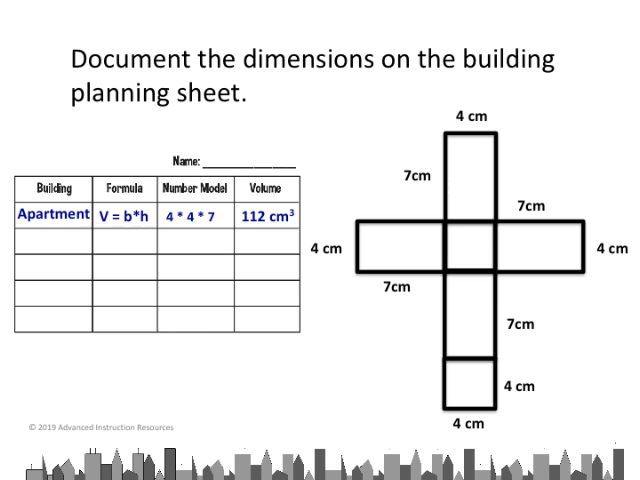 Document the dimensions on the building
planning sheet.
Name: ________________
Building Formula Number Model Volume
Apartment V = b*h 4 * 4 * 7 112 cm³
4 cm
7cm
7cm
4 cm
4 cm
7cm
7cm
4 cm
4 cm
© 2019 Advanced Instruction Resources